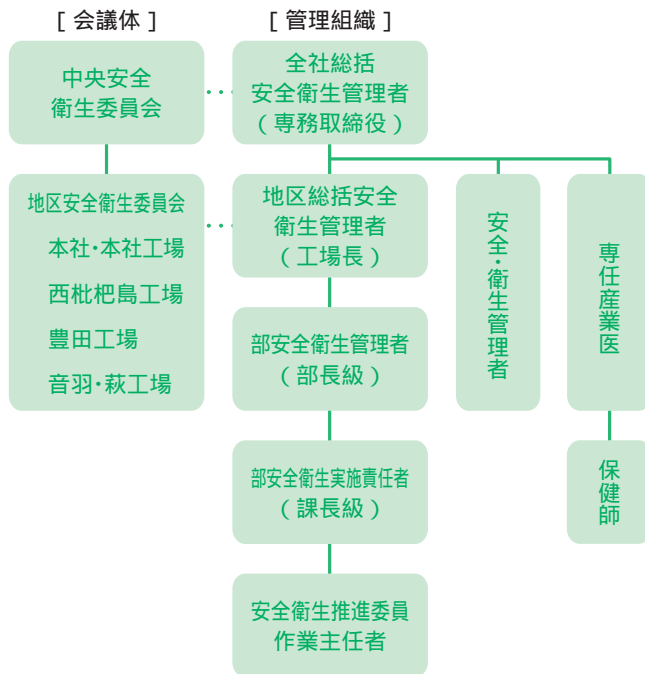 [ 会議体 ]
[ 管理組織 ]
中央安全
衛生委員会
全社総括
安全衛生管理者
( 専務取締役 )
地区安全衛生委員会
本社・本社工場
西枇杷島工場
豊田工場
音羽・萩工場
地区総括安全
衛生管理者
( 工場長 )
安全・衛生管理者
専任産業医
部安全衛生管理者
( 部長級 )
部安全衛生実施責任者
( 課長級 )
保健師
安全衛生推進委員
作業主任者